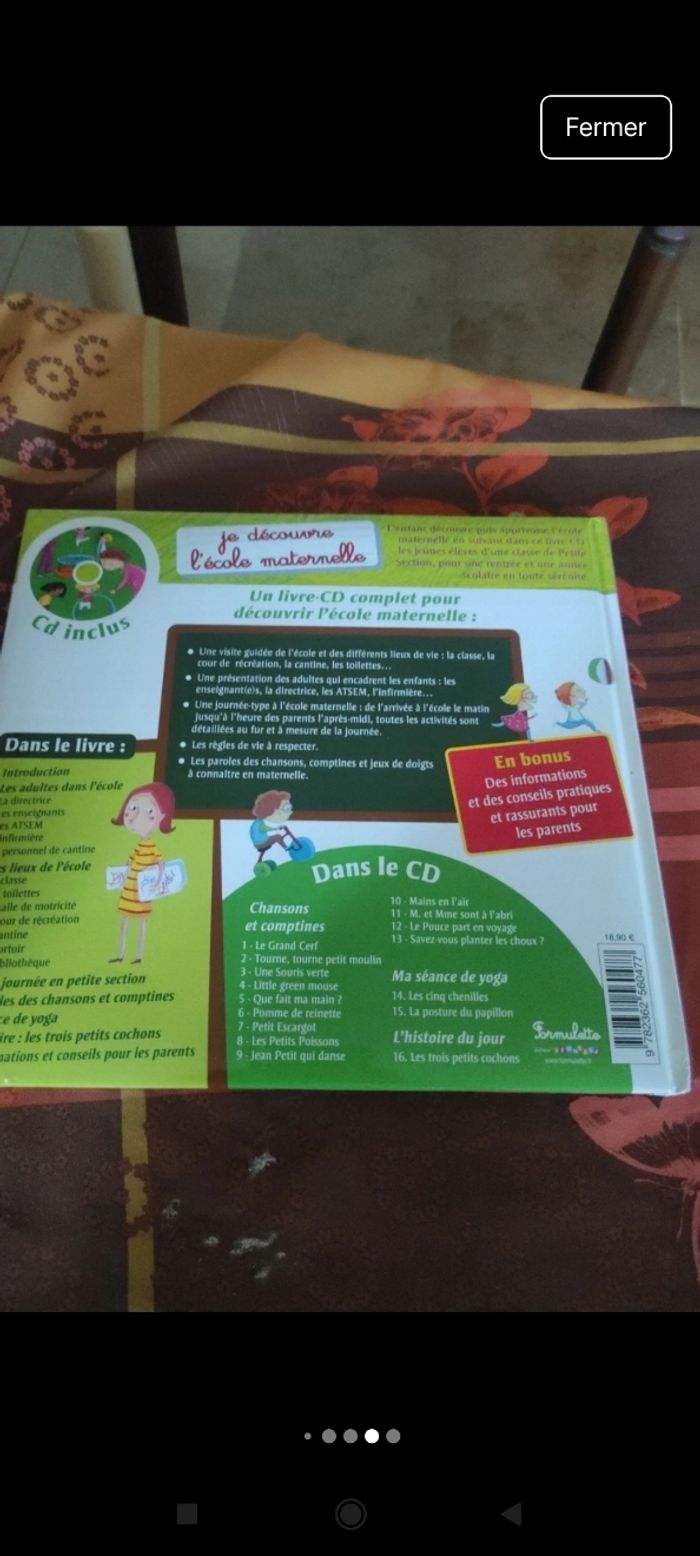 Fermer
je découvre
l'école maternelle
L'enfant découvre puis apprivoise l'école
maternelle en suivant dans ce livre CD
les jeunes élèves d'une classe de Petite
Section, pour une rentrée et une année
scolaire en toute sérénité
Cd inclus
Un livre-CD complet pour
découvrir l'école maternelle :
• Une visite guidée de l'école et des différents lieux de vie : la classe, la
cour de récréation, la cantine, les toilettes...
• Une présentation des adultes qui encadrent les enfants : les
enseignant(e)s, la directrice, les ATSEM, l'infirmière...
• Une journée-type à l'école maternelle : de l'arrivée à l'école le matin
jusqu'à l'heure des parents l'après-midi, toutes les activités sont
détaillées au fur et à mesure de la journée.
• Les règles de vie à respecter.
• Les paroles des chansons, comptines et jeux de doigts
à connaître en maternelle.
En bonus
Des informations
et des conseils pratiques
et rassurants pour
les parents
Dans le livre :
Introduction
Les adultes dans l'école
La directrice
es enseignants
es ATSEM
infirmière
personnel de cantine
s lieux de l'école
classe
toilettes
alle de motricité
our de récréation
antine
ortoir
bliothèque
journée en petite section
les des chansons et comptines
ce de yoga
ire : les trois petits cochons
mations et conseils pour les parents
Dans le CD
Chansons
et comptines
1 - Le Grand Cerf
2 - Tourne, tourne petit moulin
3 - Une Souris verte
4 - Little green mouse
5 - Que fait ma main ?
6 - Pomme de reinette
7 - Petit Escargot
8 - Les Petits Poissons
9 - Jean Petit qui danse
10 - Mains en l'air
11 - M. et Mme sont à l'abri
12 - Le Pouce part en voyage
13 - Savez-vous planter les choux ?
Ma séance de yoga
14. Les cinq chenilles
15. La posture du papillon
L'histoire du jour
16. Les trois petits cochons
Formulette
www.formulette.fr
18,90 €
9 782362 560477